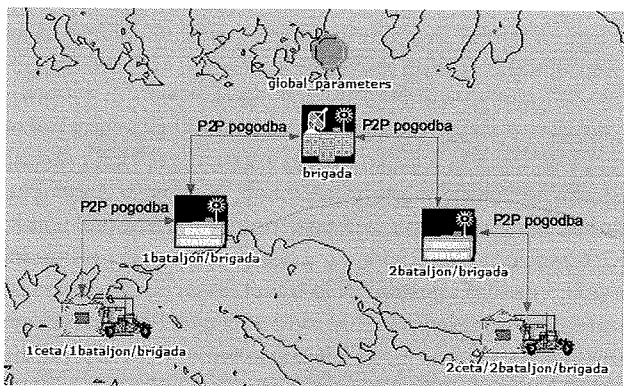 global_parameters
P2P pogodba
P2P pogodba
brigada
P2P pogodba
P2P pogodba
1bataljon/brigada
2bataljon/brigada
1ceta/1bataljon/brigada
2ceta/2bataljon/brigada